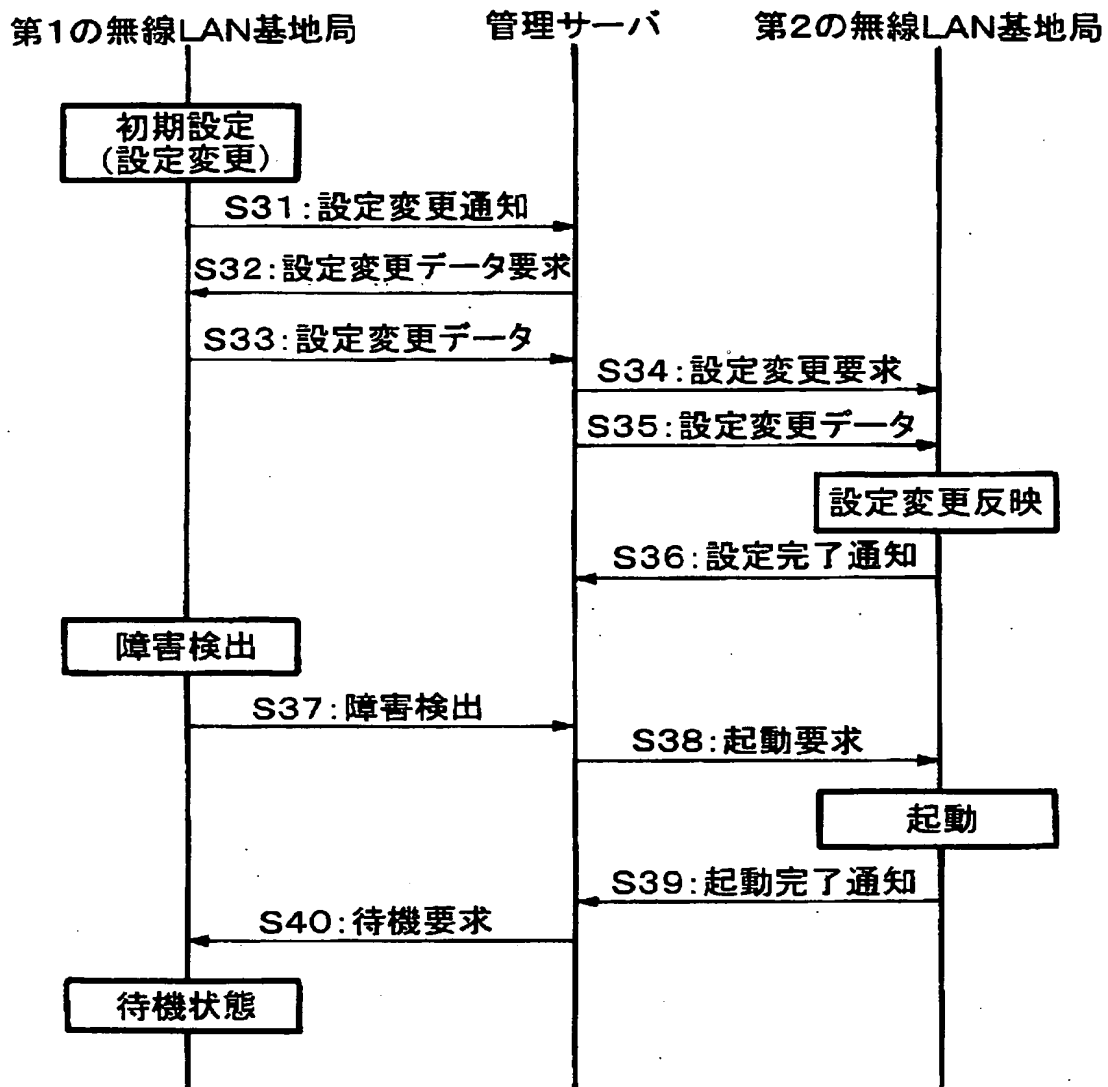 第1の無線LAN基地局
管理サーバ
第2の無線LAN基地局
初期設定
(設定変更)
S31:設定変更通知
S32:設定変更データ要求
S33:設定変更データ
S34:設定変更要求
S35:設定変更データ
設定変更反映
S36:設定完了通知
障害検出
S37:障害検出
S38:起動要求
起動
S39:起動完了通知
S40:待機要求
待機状態